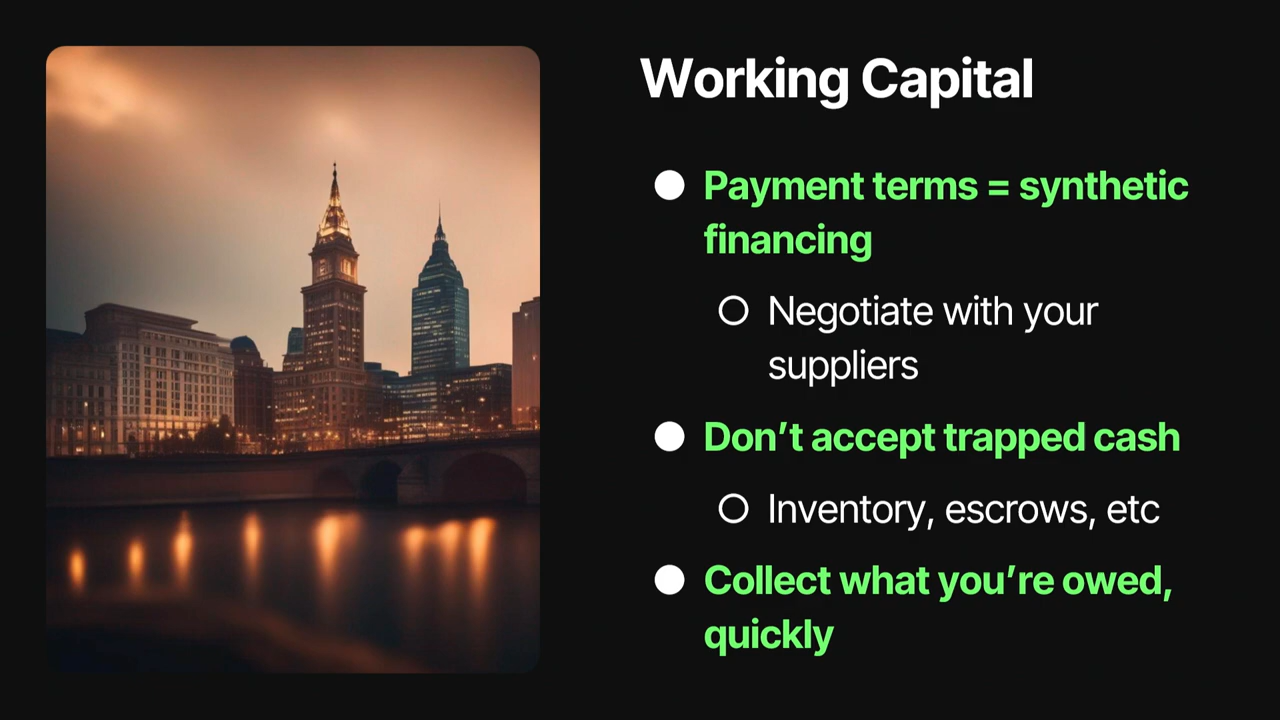 Working Capital
Payment terms = synthetic
financing
Negotiate with your
suppliers
Don’t accept trapped cash
Inventory, escrows, etc
Collect what you’re owed,
quickly